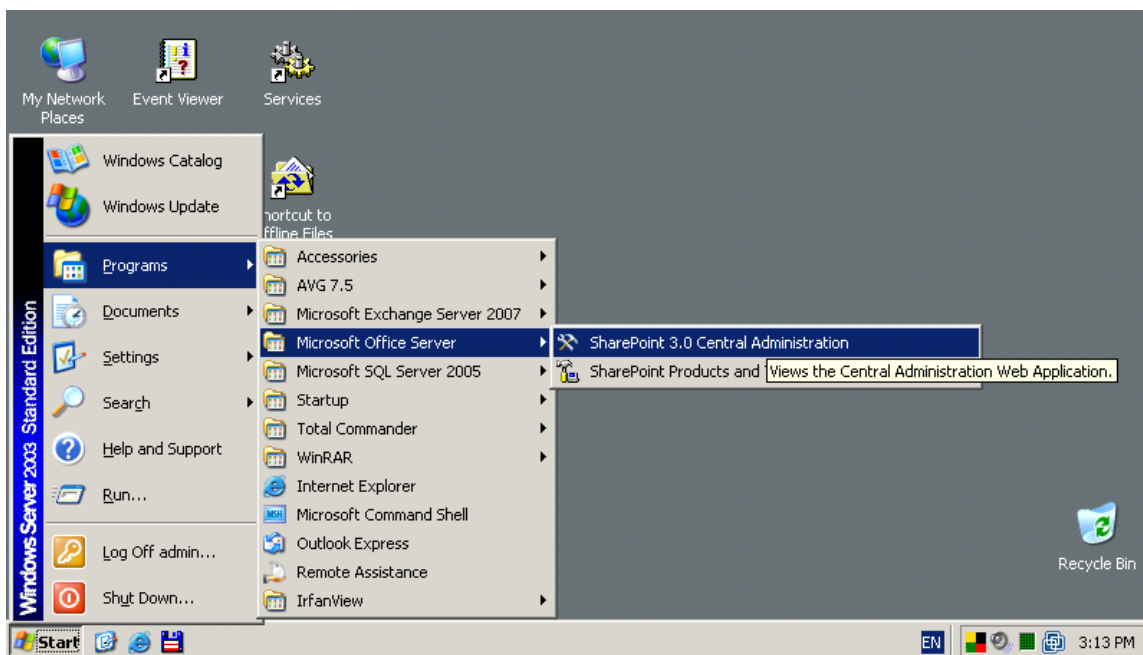 My Network
Places
Event Viewer
Services
hortcut to
ffline Files
Windows Server 2003 Standard Edition
Windows Catalog
Windows Update
Programs
Documents
Settings
Search
Help and Support
Run...
Log Off admin...
Shut Down...
Accessories
AVG 7.5
Microsoft Exchange Server 2007
Microsoft Office Server
Microsoft SQL Server 2005
Startup
Total Commander
WinRAR
Internet Explorer
Microsoft Command Shell
Outlook Express
Remote Assistance
IrfanView
SharePoint 3.0 Central Administration
SharePoint Products and
Views the Central Administration Web Application.
Recycle Bin
Start
EN
3:13 PM